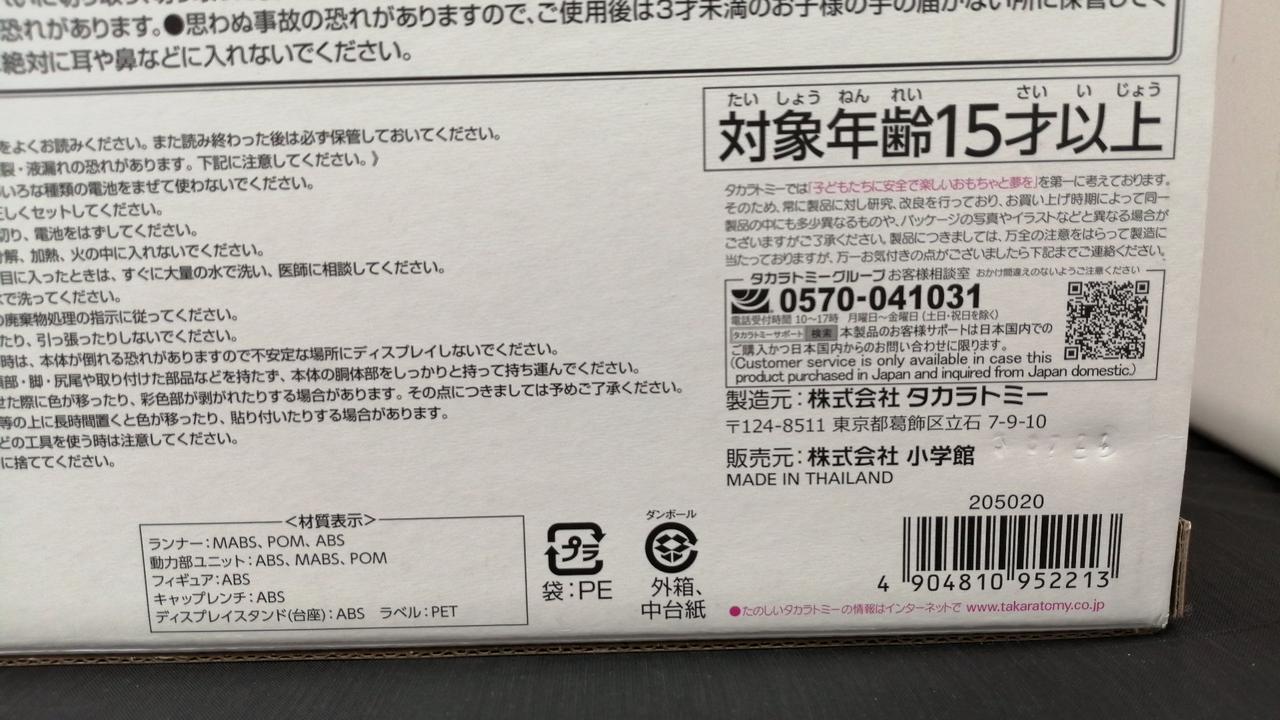 恐れがあります。●思わぬ事故の恐れがありますので、ご使用後は3才未満のお子様の手の届かない所に保管してく
絶対に耳や鼻などに入れないでください。
をよくお読みください。また読み終わった後は必ず保管しておいてください。
裂・液漏れの恐れがあります。下記に注意してください。》
いろな種類の電池をまぜて使わないでください。
正しくセットしてください。
切り、電池をはずしてください。
分解、加熱、火の中に入れないでください。
目に入ったときは、すぐに大量の水で洗い、医師に相談してください。
水で洗ってください。
の廃棄物処理の指示に従ってください。
たり、引っ張ったりしないでください。
時は、本体が倒れる恐れがありますので不安定な場所にディスプレイしないでください。
頭部・脚・尻尾や取り付けた部品などを持たず、本体の胴体部をしっかりと持って持ち運んでください。
せた際に色が移ったり、彩色部が剥がれたりする場合があります。その点につきましては予めご了承ください。
等の上に長時間置くと色が移ったり、貼り付いたりする場合があります。
どの工具を使う時は注意してください。
に捨ててください。
たい しょう ねん れい さい い じょう
対象年齢15才以上
タカラトミーでは「子どもたちに安全で楽しいおもちゃと夢を」を第一に考えております。
そのため、常に製品に対し研究、改良を行っており、お買い上げ時期によって同一
製品の中にも多少異なるものや、パッケージの写真やイラストなどと異なる場合が
ございますがご了承ください。製品につきましては、万全の注意をはらって製造に
当たっておりますが、万一お気付きの点がございましたら下記までご連絡ください。
タカラトミーグループ お客様相談室 おかけ間違えのないようご注意ください
0570-041031
電話受付時間 10〜17時 月曜日〜金曜日(土日・祝日を除く)
タカラトミーサポート 検索 本製品のお客様サポートは日本国内での
ご購入かつ日本国内からのお問い合わせに限ります。
(Customer service is only available in case this
product purchased in Japan and inquired from Japan domestic.)
製造元:株式会社 タカラトミー
〒124-8511 東京都葛飾区立石 7-9-10
販売元:株式会社 小学館
MADE IN THAILAND
<材質表示>
ランナー:MABS、POM、ABS
動力部ユニット:ABS、MABS、POM
フィギュア:ABS
キャップレンチ:ABS
ディスプレイスタンド(台座):ABS ラベル:PET
プラ
袋:PE
ダンボール
外箱、
中台紙
205020
4 904810 952213
●たのしいタカラトミーの情報はインターネットで www.takaratomy.co.jp